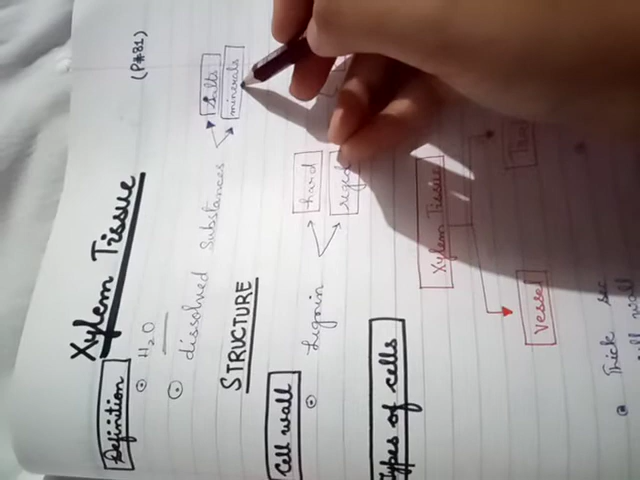 Xylem Tissue
(P#81)
Definition
H₂O
dissolved substances
salts
minerals
STRUCTURE
Cell wall
Lignin
hard
rigid
Types of cells
Xylem Tissue
Vessel
Thick